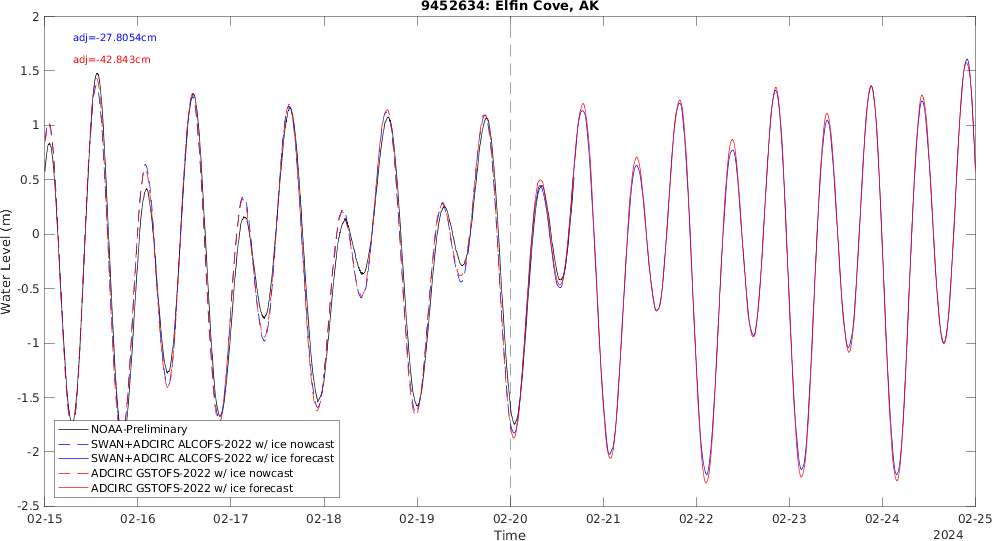 9452634: Elfin Cove, AK
adj=-27.8054cm
adj=-42.843cm
Water Level (m)
2
1.5
1
0.5
0
-0.5
-1
-1.5
-2
-2.5
NOAA-Preliminary
SWAN+ADCIRC ALCOFS-2022 w/ ice nowcast
SWAN+ADCIRC ALCOFS-2022 w/ ice forecast
ADCIRC GSTOFS-2022 w/ ice nowcast
ADCIRC GSTOFS-2022 w/ ice forecast
02-15 02-16 02-17 02-18 02-19 02-20 02-21 02-22 02-23 02-24 02-25
Time
2024